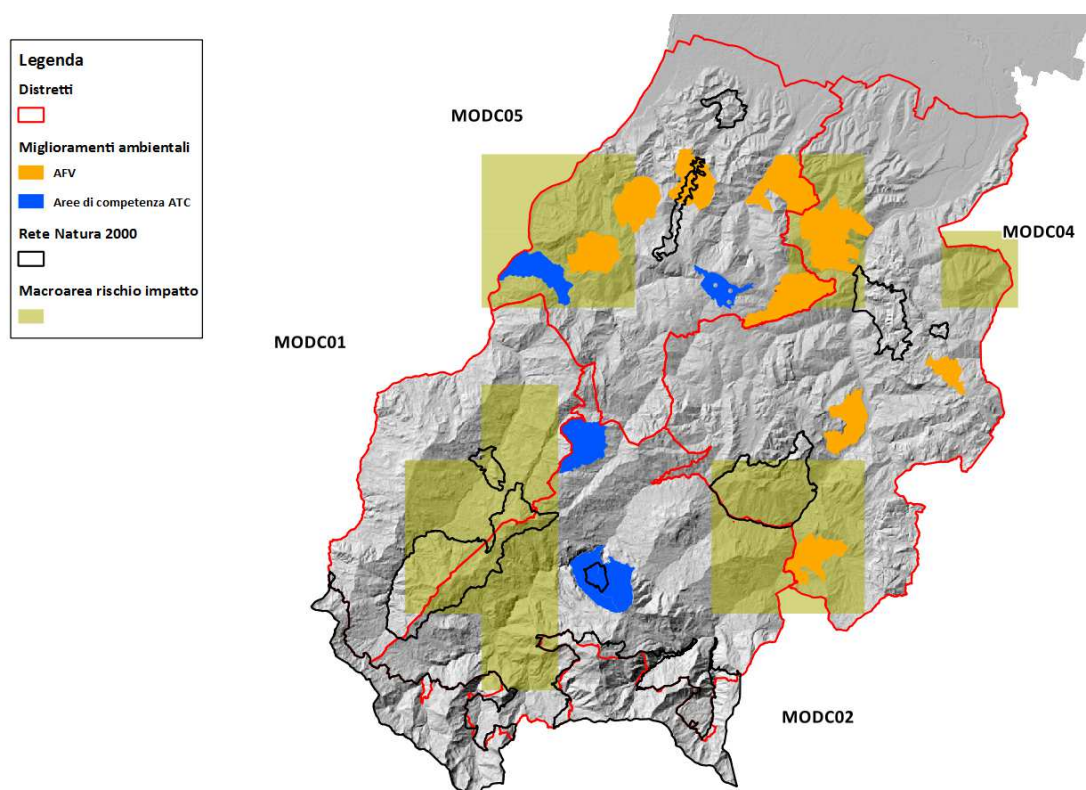 Legenda
Distretti
Miglioramenti ambientali
AFV
Aree di competenza ATC
Rete Natura 2000
Macroarea rischio impatto
MODC05
MODC04
MODC01
MODC02